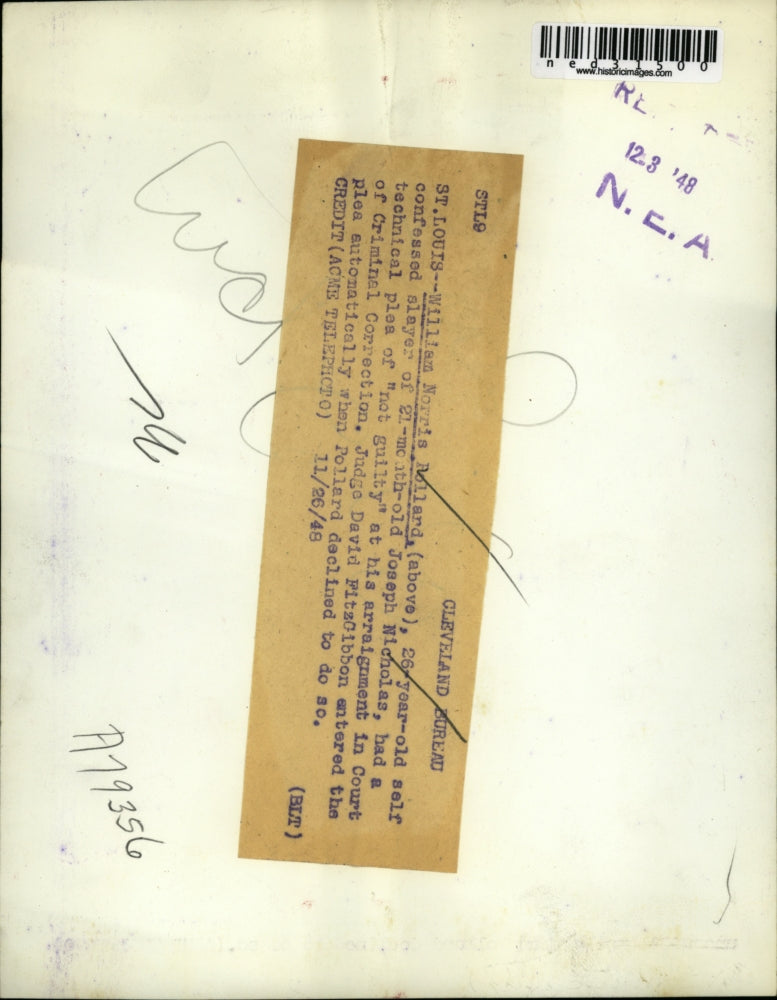 ned31500
www.historicimages.com
12 3 '48
N. E. A
STL9
CLEVELAND BUREAU
ST.LOUIS--William Norris Pollard, (above), 26-year-old self
confessed slayer of 21-month-old Joseph Nicholas, had a
technical plea of "not guilty" at his arraignment in Court
of Criminal Correction. Judge David FitzGibbon entered the
plea automatically when Pollard declined to do so.
CREDIT(ACME TELEPHOTO) 11/26/48 (BLT)
A79356